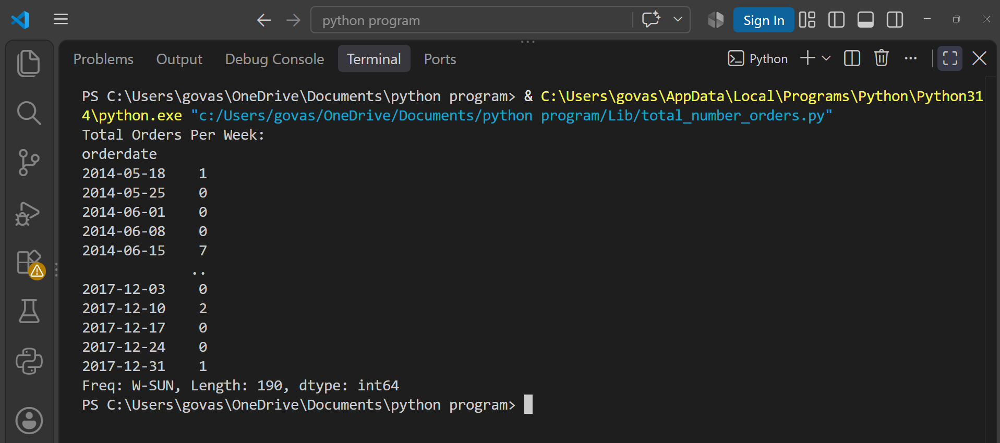 python program
Sign In
Problems Output Debug Console Terminal Ports
Python
PS C:\Users\govas\OneDrive\Documents\python program> & C:\Users\govas\AppData\Local\Programs\Python\Python31
4\python.exe "c:/Users/govas/OneDrive/Documents/python program/Lib/total_number_orders.py"
Total Orders Per Week:
orderdate
2014-05-18    1
2014-05-25    0
2014-06-01    0
2014-06-08    0
2014-06-15    7
..
2017-12-03    0
2017-12-10    2
2017-12-17    0
2017-12-24    0
2017-12-31    1
Freq: W-SUN, Length: 190, dtype: int64
PS C:\Users\govas\OneDrive\Documents\python program>